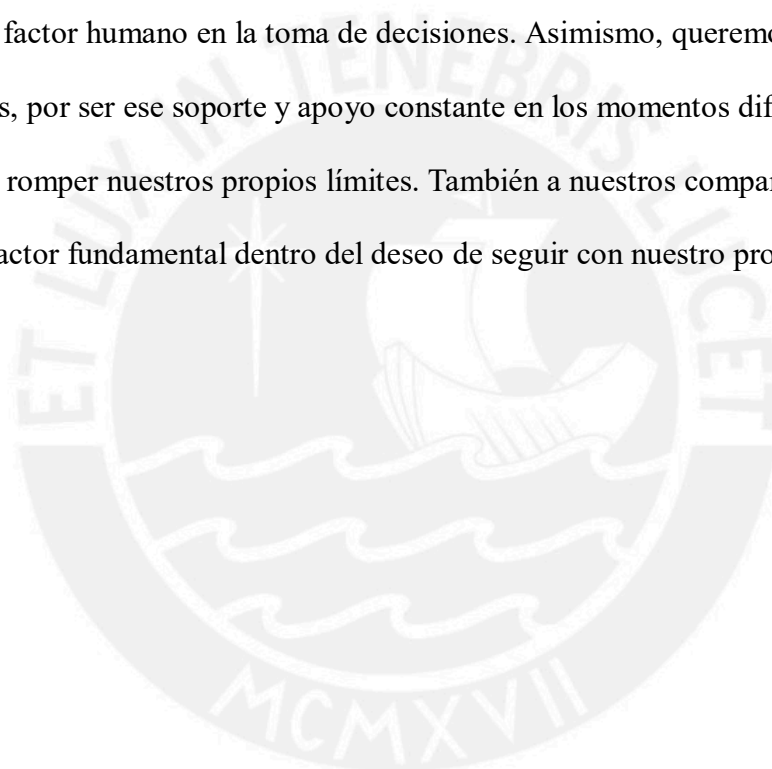 factor humano en la toma de decisiones. Asimismo, queremo
s, por ser ese soporte y apoyo constante en los momentos dif
romper nuestros propios límites. También a nuestros compa
actor fundamental dentro del deseo de seguir con nuestro pro
ET LUX IN TENEBRIS LUCET
MCMXVII